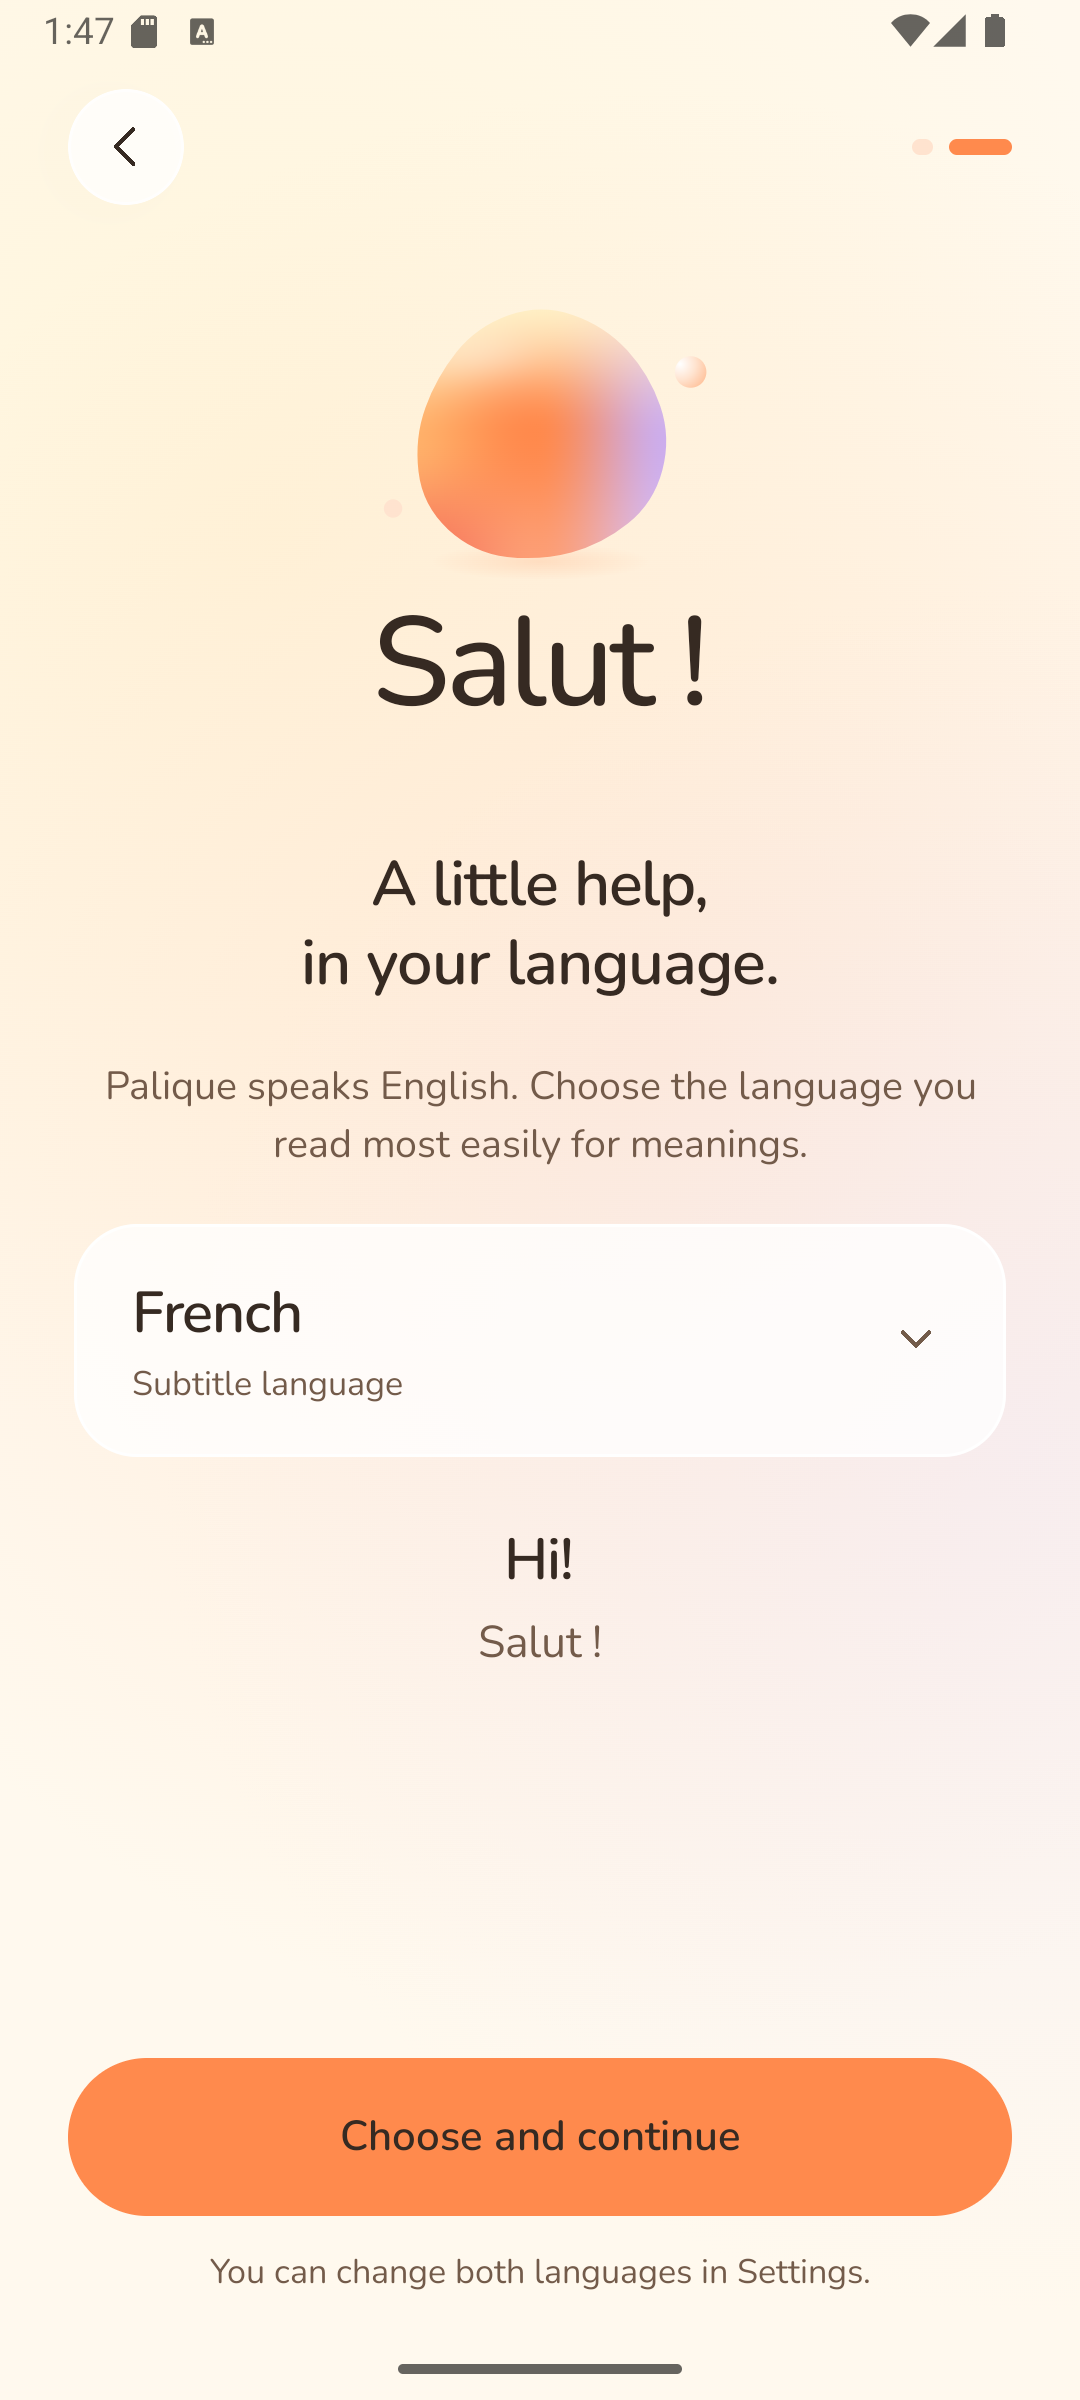 1:47
Salut !
A little help,
in your language.
Palique speaks English. Choose the language you
read most easily for meanings.
French
Subtitle language
Hi!
Salut !
Choose and continue
You can change both languages in Settings.